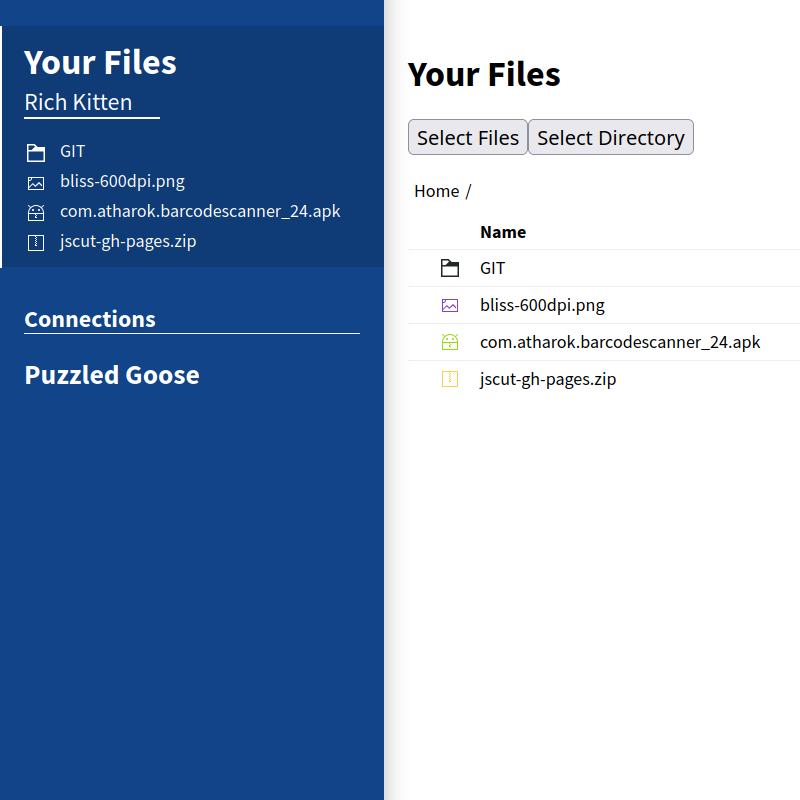 Your Files
Rich Kitten
GIT
bliss-600dpi.png
com.atharok.barcodescanner_24.apk
jscut-gh-pages.zip
Connections
Puzzled Goose
Your Files
Select Files Select Directory
Home /
Name
GIT
bliss-600dpi.png
com.atharok.barcodescanner_24.apk
jscut-gh-pages.zip